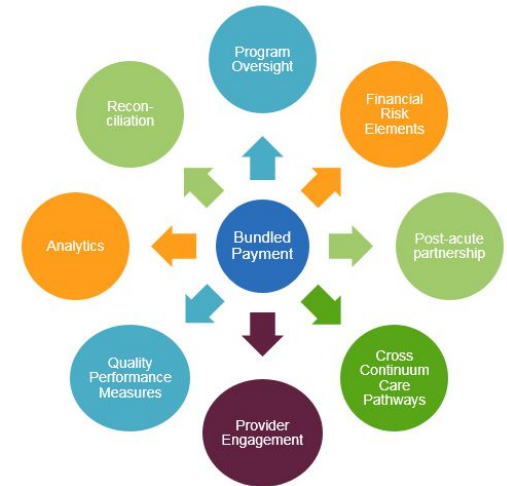 Program
Oversight
Financial
Risk
Elements
Post-acute
partnership
Cross
Continuum
Care
Pathways
Provider
Engagement
Quality
Performance
Measures
Analytics
Recon-
ciliation
Bundled
Payment